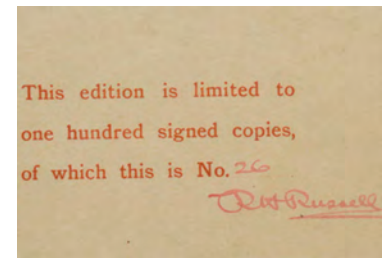 This edition is limited to
one hundred signed copies,
of which this is No. 26
R H Russell